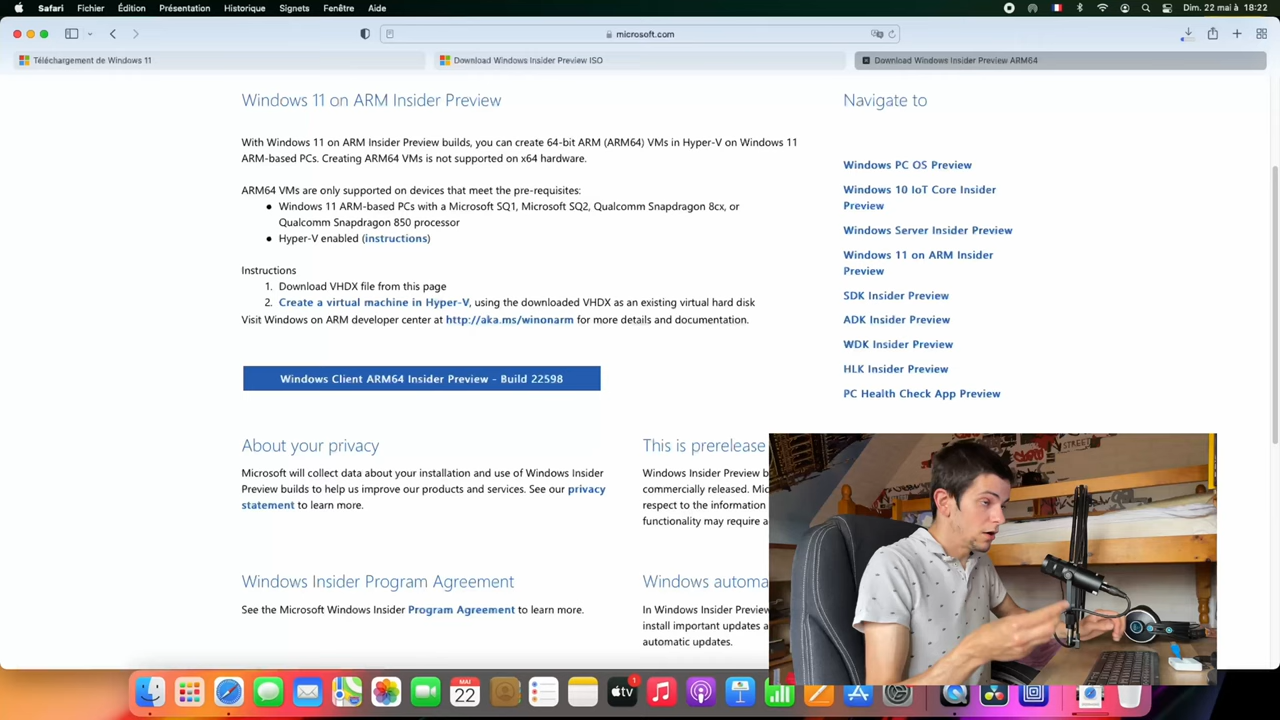 Safari Fichier Édition Présentation Historique Signets Fenêtre Aide Dim. 22 mai à 18:22
microsoft.com
Téléchargement de Windows 11 Download Windows Insider Preview ISO Download Windows Insider Preview ARM64
Windows 11 on ARM Insider Preview
With Windows 11 on ARM Insider Preview builds, you can create 64-bit ARM (ARM64) VMs in Hyper-V on Windows 11
ARM-based PCs. Creating ARM64 VMs is not supported on x64 hardware.
ARM64 VMs are only supported on devices that meet the pre-requisites:
● Windows 11 ARM-based PCs with a Microsoft SQ1, Microsoft SQ2, Qualcomm Snapdragon 8cx, or
Qualcomm Snapdragon 850 processor
● Hyper-V enabled (instructions)
Instructions
1. Download VHDX file from this page
2. Create a virtual machine in Hyper-V, using the downloaded VHDX as an existing virtual hard disk
Visit Windows on ARM developer center at http://aka.ms/winonarm for more details and documentation.
Windows Client ARM64 Insider Preview - Build 22598
Navigate to
Windows PC OS Preview
Windows 10 IoT Core Insider
Preview
Windows Server Insider Preview
Windows 11 on ARM Insider
Preview
SDK Insider Preview
ADK Insider Preview
WDK Insider Preview
HLK Insider Preview
PC Health Check App Preview
About your privacy
Microsoft will collect data about your installation and use of Windows Insider
Preview builds to help us improve our products and services. See our privacy
statement to learn more.
This is prerelease
Windows Insider Preview b
commercially released. Mic
respect to the information
functionality may require a
Windows Insider Program Agreement
See the Microsoft Windows Insider Program Agreement to learn more.
Windows automa
In Windows Insider Preview
install important updates a
automatic updates.
STREET
MAI
22
tv
1